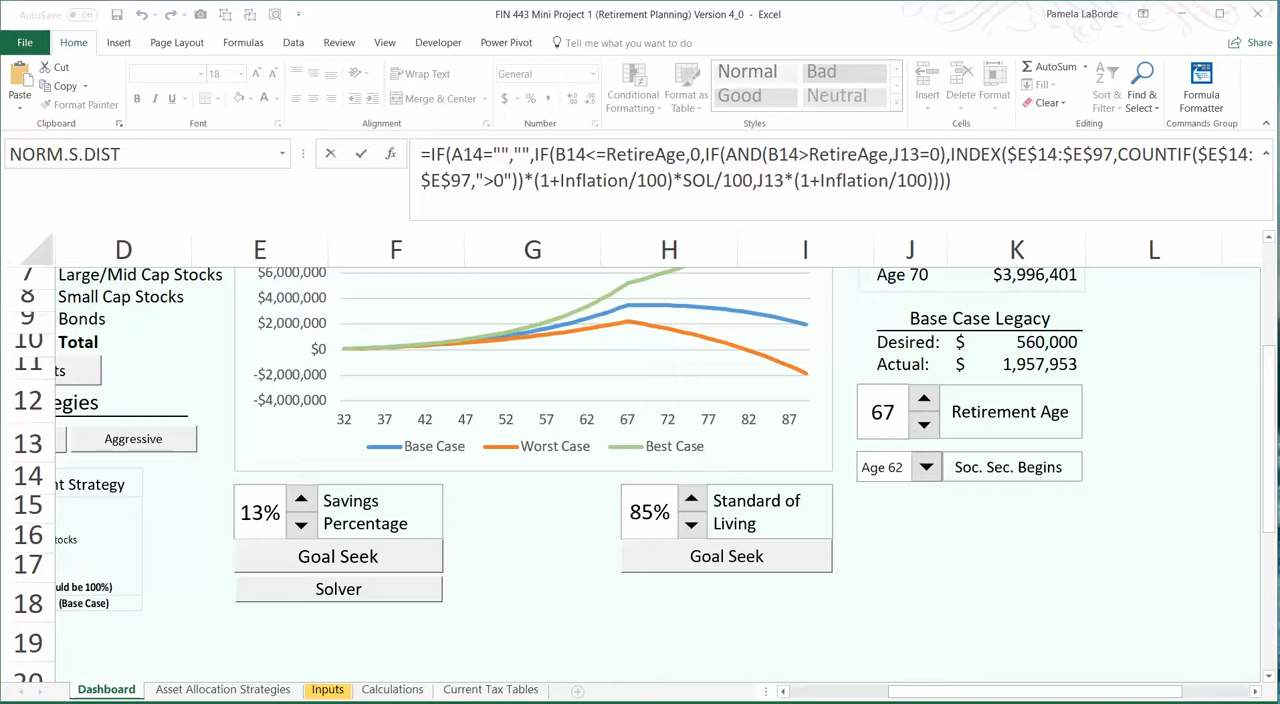 AutoSave Off
FIN 443 Mini Project 1 (Retirement Planning) Version 4_0 - Excel
Pamela LaBorde
File Home Insert Draw Page Layout Formulas Data Review View Developer Power Pivot Tell me what you want to do Share
Paste
Cut
Copy
Format Painter
Clipboard
18
B I U
Font
Wrap Text
Merge & Center
Alignment
General
$ % ,
Number
Conditional Formatting
Format as Table
Normal Bad
Good Neutral
Styles
Insert Delete Format
Cells
AutoSum
Fill
Clear
Sort & Filter
Find & Select
Editing
Formula Formatter
Commands Group
NORM.S.DIST
fx
=IF(A14="","",IF(B14<=RetireAge,0,IF(AND(B14>RetireAge,J13=0),INDEX($E$14:$E$97,COUNTIF($E$14:
$E$97,">0"))*(1+Inflation/100)*SOL/100,J13*(1+Inflation/100))))
D E F G H I J K L
7 Large/Mid Cap Stocks
8 Small Cap Stocks
9 Bonds
10 Total
11 ts
12 egies
13 Aggressive
14 nt Strategy
15
16 tocks
17
uld be 100%)
18 (Base Case)
19
20
$6,000,000
$4,000,000
$2,000,000
$0
-$2,000,000
-$4,000,000
32 37 42 47 52 57 62 67 72 77 82 87
Base Case Worst Case Best Case
Age 70 $3,996,401
Base Case Legacy
Desired: $ 560,000
Actual: $ 1,957,953
67 Retirement Age
Age 62 Soc. Sec. Begins
13% Savings Percentage
Goal Seek
Solver
85% Standard of Living
Goal Seek
Dashboard Asset Allocation Strategies Inputs Calculations Current Tax Tables